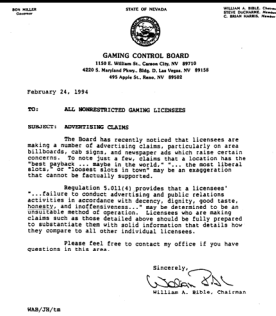 BOB MILLER
Governor
STATE OF NEVADA
WILLIAM A. BIBLE, Chairman
STEVE DUCHARME, Member
C. BRIAN HARRIS, Member
GAMING CONTROL BOARD
1150 E. William St., Carson City, NV 89710
4220 S. Maryland Pkwy., Bldg. D, Las Vegas, NV 89158
495 Apple St., Reno, NV 89502
February 24, 1994
TO: ALL NONRESTRICTED GAMING LICENSEES
SUBJECT: ADVERTISING CLAIMS
The Board has recently noticed that licensees are
making a number of advertising claims, particularly on area
billboards, cab signs, and newspaper ads which raise certain
concerns. To note just a few, claims that a location has the
"best payback ... maybe in the world," "... the most liberal
slots," or "loosest slots in town" may be an exaggeration
that cannot be factually supported.
Regulation 5.011(4) provides that a licensees'
"...failure to conduct advertising and public relations
activities in accordance with decency, dignity, good taste,
honesty, and inoffensiveness..." may be determined to be an
unsuitable method of operation. Licensees who are making
claims such as those detailed above should be fully prepared
to substantiate them with solid information that details how
they compare to all other individual licensees.
Please feel free to contact my office if you have
questions in this area.
Sincerely,
William A. Bible, Chairman
WAB/JH/tm